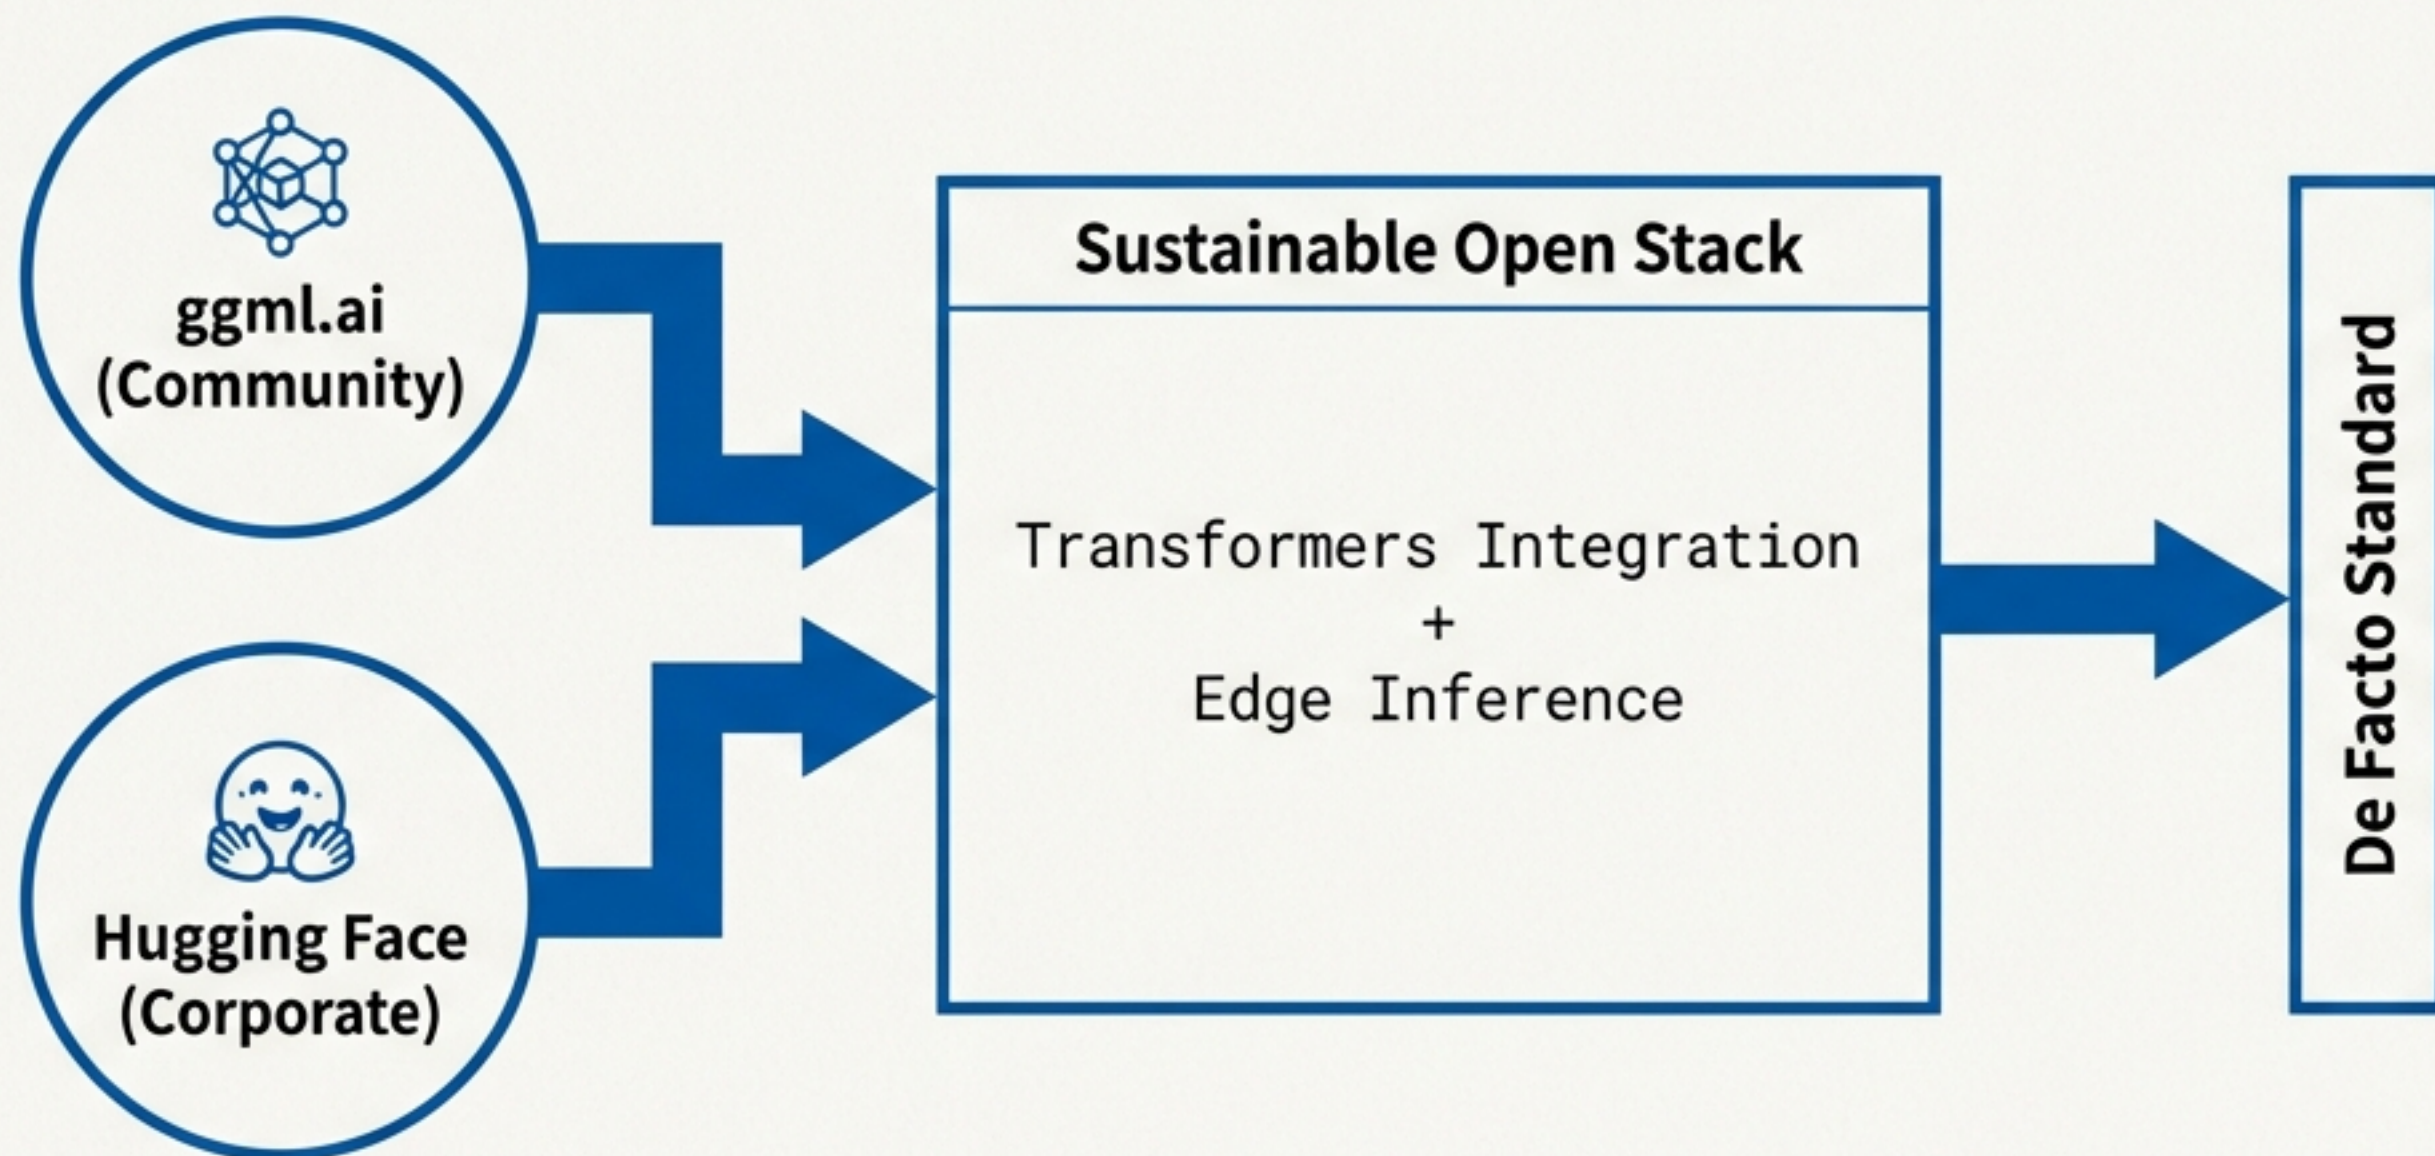 ggml.ai
(Community)
Hugging Face
(Corporate)
Sustainable Open Stack
Transformers Integration
+
Edge Inference
De Facto Standard